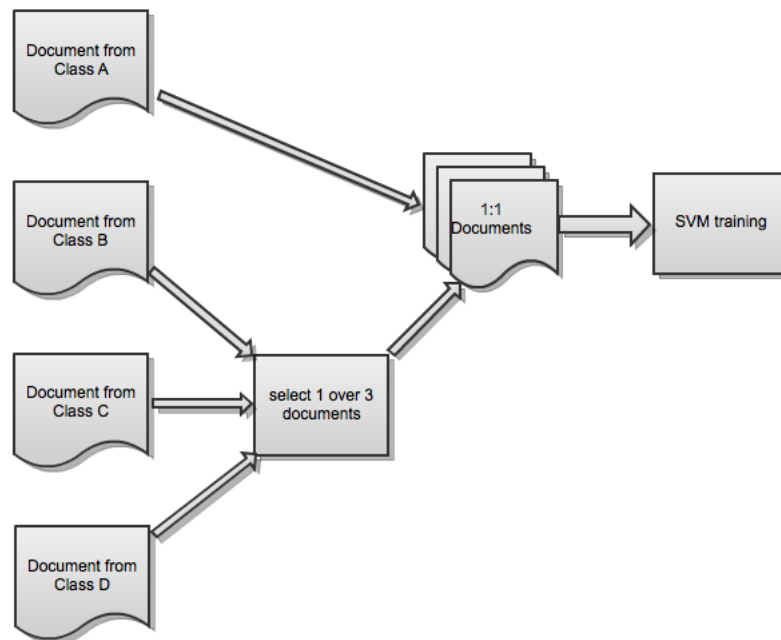 Document from
Class A
Document from
Class B
1:1
Documents
SVM training
Document from
Class C
select 1 over 3
documents
Document from
Class D